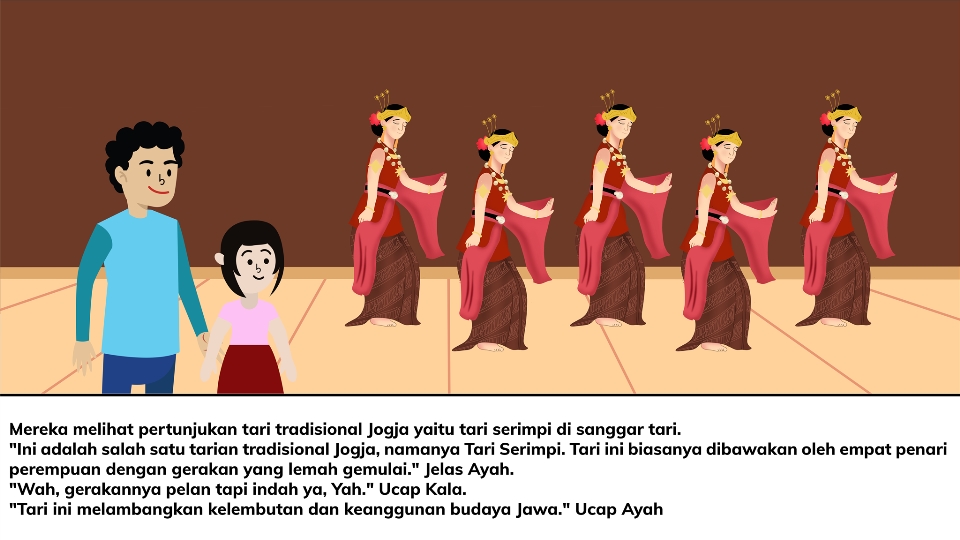 Mereka melihat pertunjukan tari tradisional Jogja yaitu tari serimpi di sanggar tari.
"Ini adalah salah satu tarian tradisional Jogja, namanya Tari Serimpi. Tari ini biasanya dibawakan oleh empat penari
perempuan dengan gerakan yang lemah gemulai." Jelas Ayah.
"Wah, gerakannya pelan tapi indah ya, Yah." Ucap Kala.
"Tari ini melambangkan kelembutan dan keanggunan budaya Jawa." Ucap Ayah